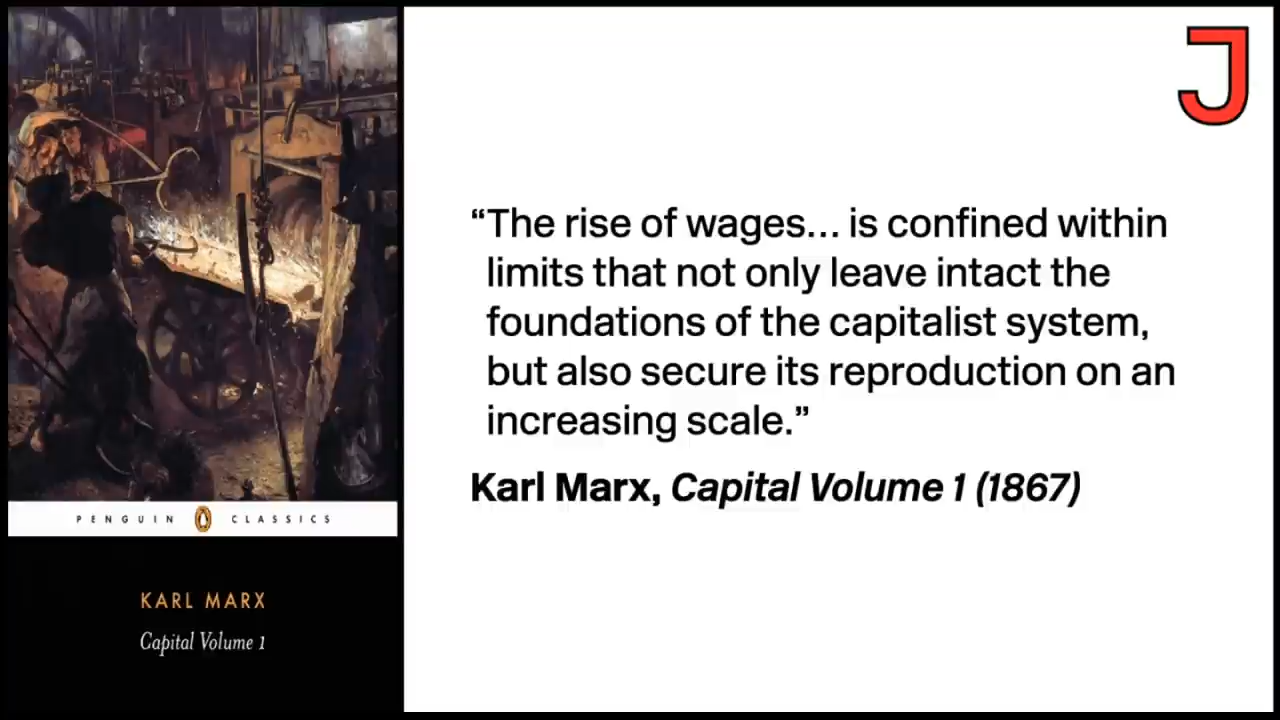 J
“The rise of wages... is confined within
limits that not only leave intact the
foundations of the capitalist system,
but also secure its reproduction on an
increasing scale.”
Karl Marx, Capital Volume 1 (1867)
PENGUIN CLASSICS
KARL MARX
Capital Volume 1